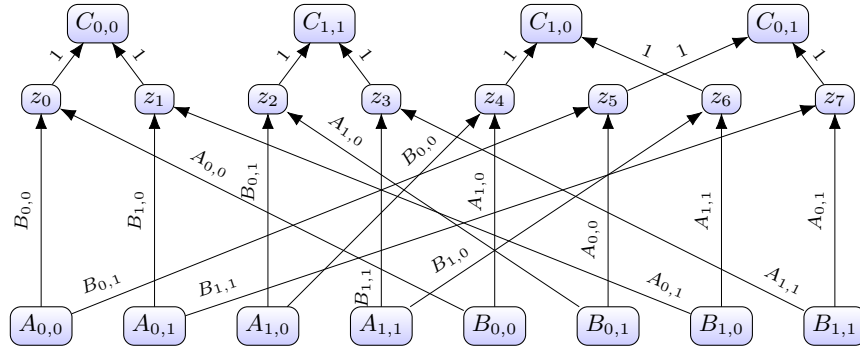 C0,0 C1,1 C1,0 C0,1
1 1 1 1 1 1 1 1
z0 z1 z2 z3 z4 z5 z6 z7
A0,0 A1,0 B0,0
B0,0 B1,0 B0,1 A1,0 A1,1 A0,1
B0,1 B1,1 B1,1 B1,0 A0,0 A0,1 A1,1
A0,0 A0,1 A1,0 A1,1 B0,0 B0,1 B1,0 B1,1